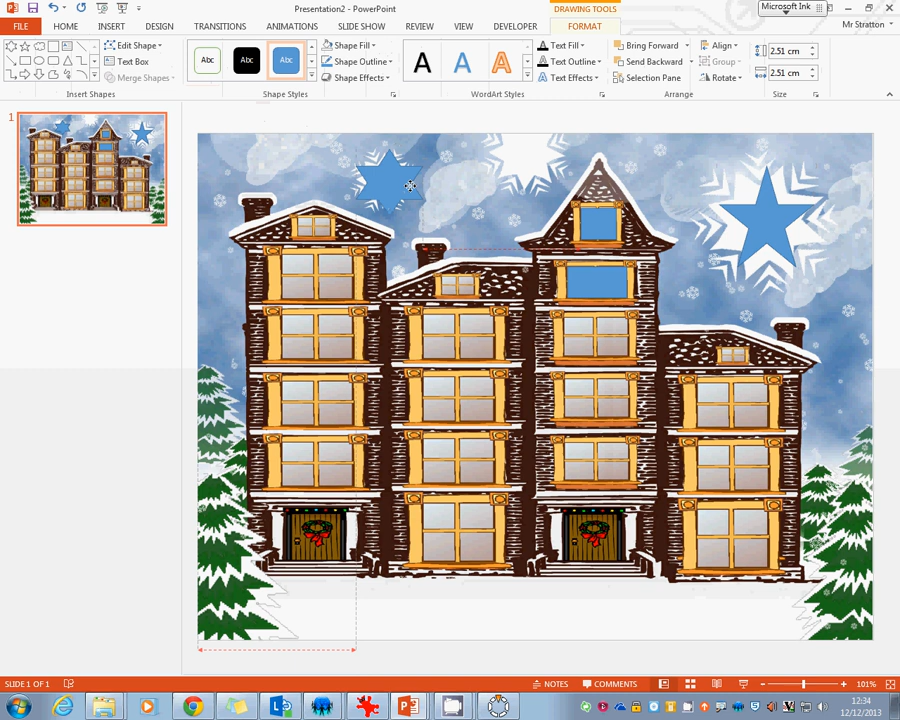 Presentation2 - PowerPoint
DRAWING TOOLS
Microsoft Ink
FILE HOME INSERT DESIGN TRANSITIONS ANIMATIONS SLIDE SHOW REVIEW VIEW DEVELOPER FORMAT Mr Stratton
Edit Shape
Text Box
Merge Shapes
Insert Shapes
Abc Abc Abc
Shape Fill
Shape Outline
Shape Effects
Shape Styles
A A A
Text Fill
Text Outline
Text Effects
WordArt Styles
Bring Forward
Send Backward
Selection Pane
Align
Group
Rotate
Arrange
2.51 cm
2.51 cm
Size
1
SLIDE 1 OF 1 NOTES COMMENTS 101%
12:34
12/12/2013